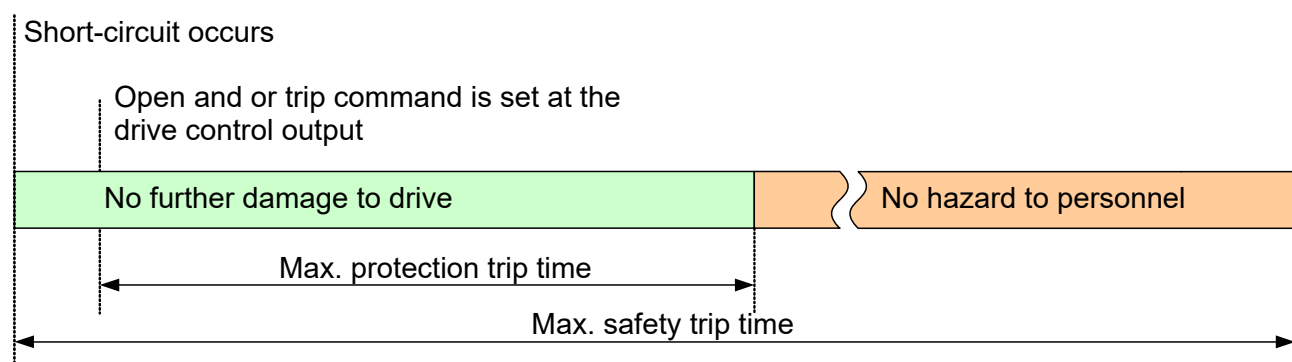 Short-circuit occurs
Open and or trip command is set at the
drive control output
No further damage to drive
No hazard to personnel
Max. protection trip time
Max. safety trip time